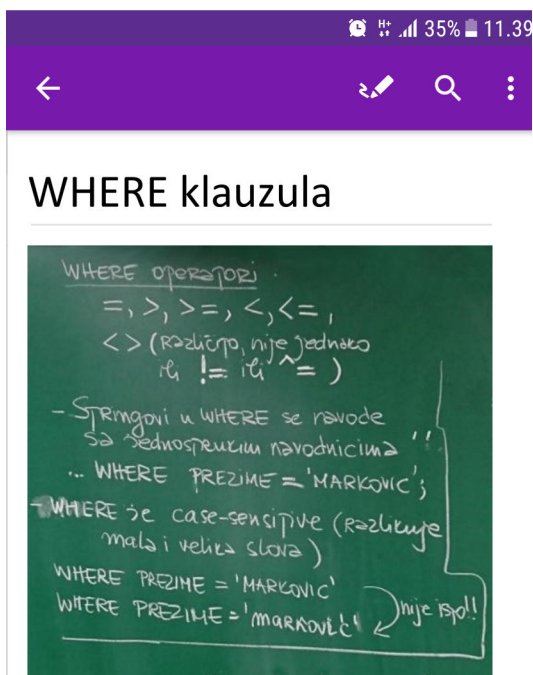 H+ 35% 11.39
WHERE klauzula
WHERE operatori
=, >, >=, <, <=,
<> (Različito, nije jednako
ili != ili ^= )
- Stringovi u WHERE se navode
sa jednostrukim navodnicima ' '
... WHERE PREZIME = 'MARKOVIC';
- WHERE je case-sensitive (Razlikuje
mala i velika slova)
WHERE PREZIME = 'MARKOVIC'
WHERE PREZIME = 'marković'
nije isto!!